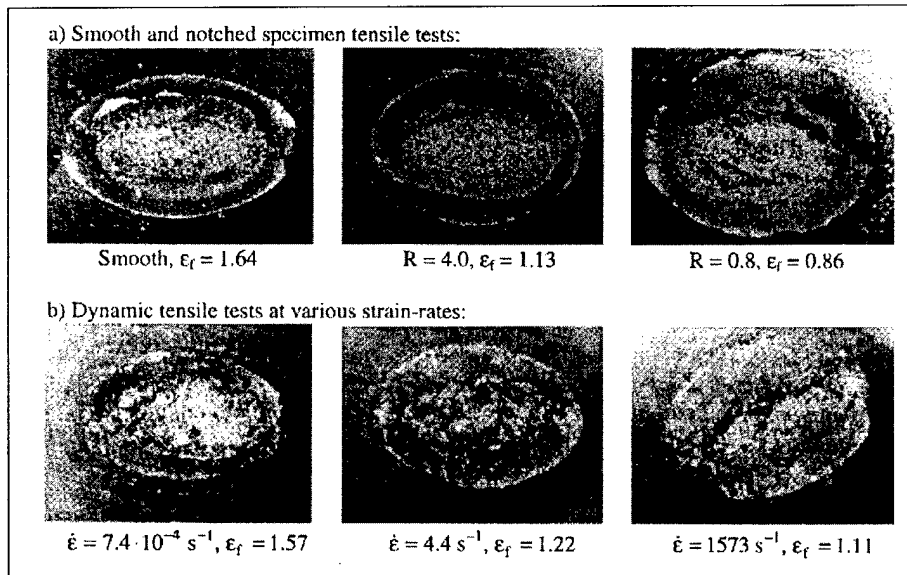 a) Smooth and notched specimen tensile tests:
Smooth, εf = 1.64
R = 4.0, εf = 1.13
R = 0.8, εf = 0.86
b) Dynamic tensile tests at various strain-rates:
ε̇ = 7.4·10⁻⁴ s⁻¹, εf = 1.57
ε̇ = 4.4 s⁻¹, εf = 1.22
ε̇ = 1573 s⁻¹, εf = 1.11